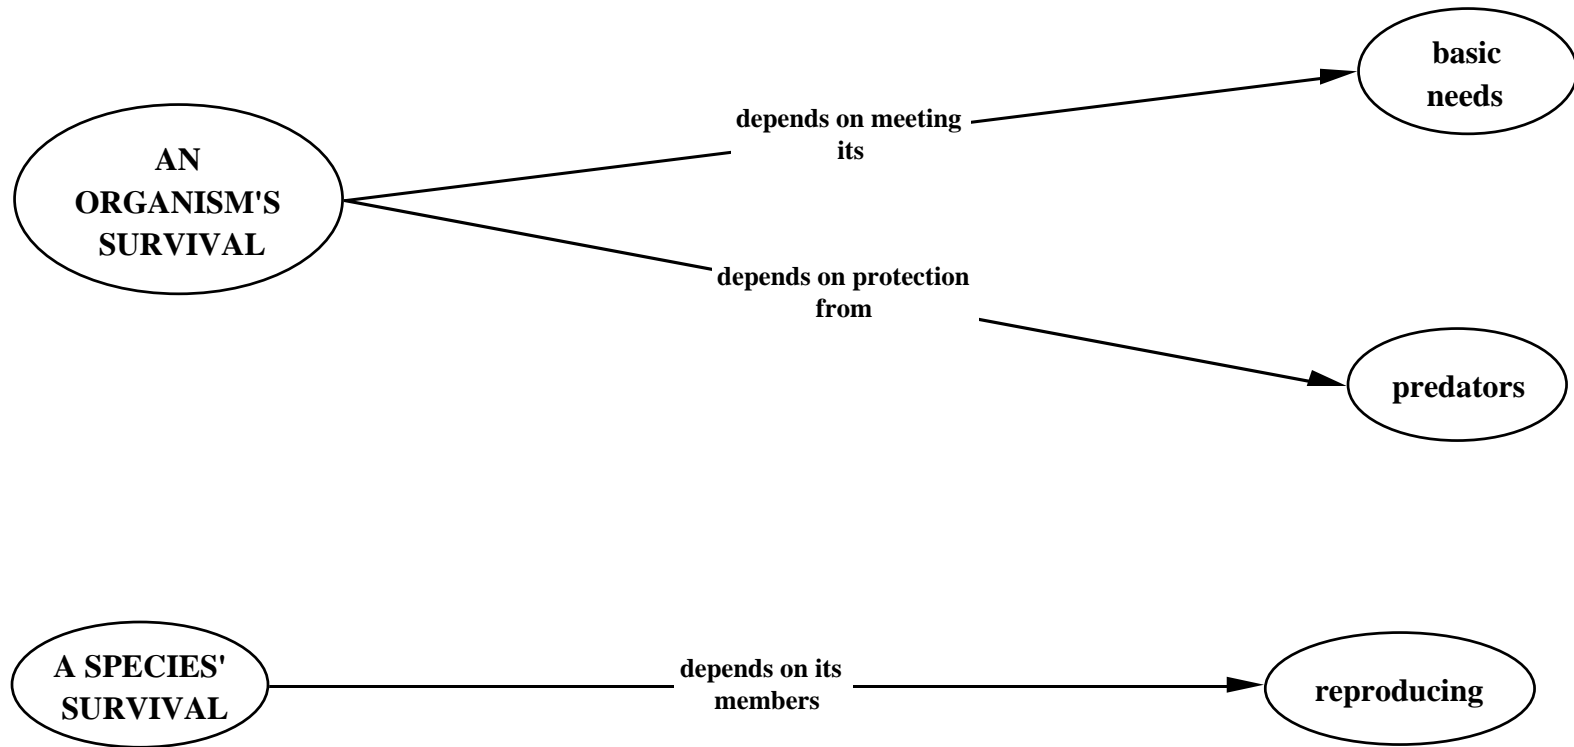 basic
needs
depends on meeting
its
AN
ORGANISM'S
SURVIVAL
depends on protection
from
predators
A SPECIES'
SURVIVAL
depends on its
members
reproducing